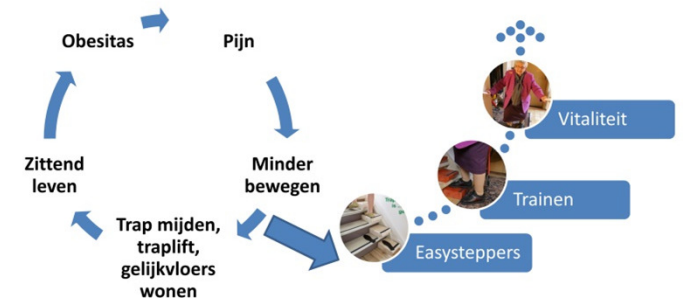 Obesitas
Pijn
Minder
bewegen
Trap mijden,
traplift,
gelijkvloers
wonen
Zittend
leven
Vitaliteit
Trainen
Easysteppers